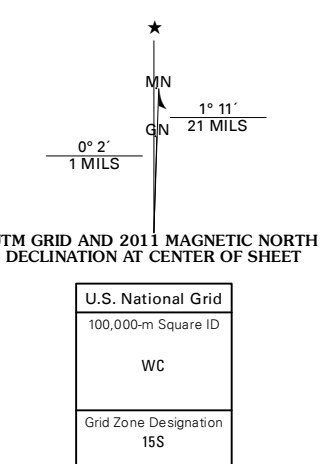 ★
MN
1° 11´
GN
21 MILS
0° 2´
1 MILS
UTM GRID AND 2011 MAGNETIC NORTH
DECLINATION AT CENTER OF SHEET
U.S. National Grid
100,000-m Square ID
WC
Grid Zone Designation
15S